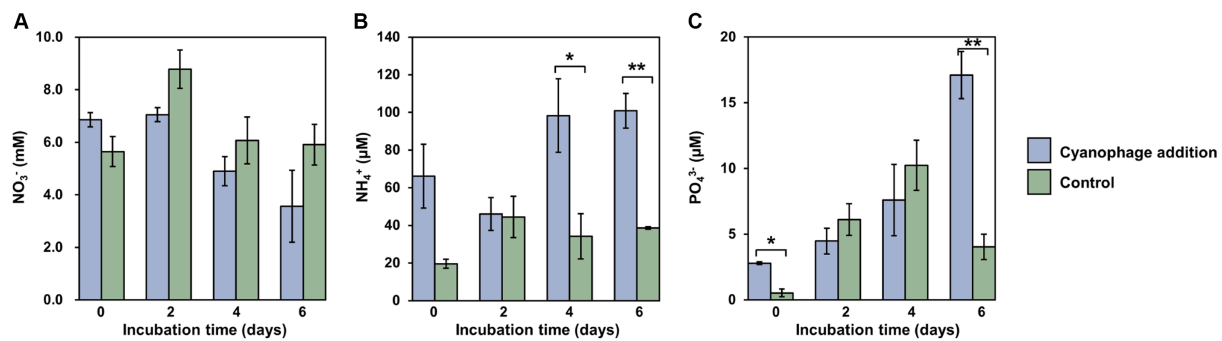 A
NO₃⁻ (mM)
10.0
8.0
6.0
4.0
2.0
0.0
0 2 4 6
Incubation time (days)
B
NH₄⁺ (µM)
140
120
100
80
60
40
20
0
* **
0 2 4 6
Incubation time (days)
C
PO₄³⁻ (µM)
20
15
10
5
0
* **
0 2 4 6
Incubation time (days)
Cyanophage addition
Control